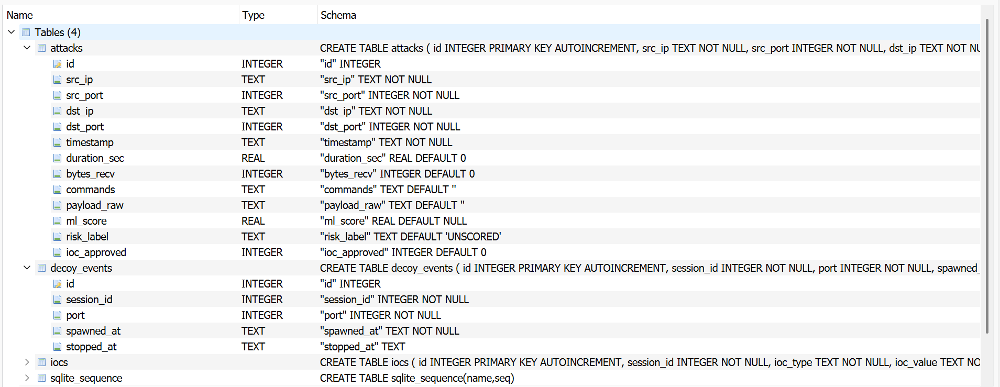 Name Type Schema
Tables (4)
attacks CREATE TABLE attacks ( id INTEGER PRIMARY KEY AUTOINCREMENT, src_ip TEXT NOT NULL, src_port INTEGER NOT NULL, dst_ip TEXT NOT NU
id INTEGER "id" INTEGER
src_ip TEXT "src_ip" TEXT NOT NULL
src_port INTEGER "src_port" INTEGER NOT NULL
dst_ip TEXT "dst_ip" TEXT NOT NULL
dst_port INTEGER "dst_port" INTEGER NOT NULL
timestamp TEXT "timestamp" TEXT NOT NULL
duration_sec REAL "duration_sec" REAL DEFAULT 0
bytes_recv INTEGER "bytes_recv" INTEGER DEFAULT 0
commands TEXT "commands" TEXT DEFAULT ''
payload_raw TEXT "payload_raw" TEXT DEFAULT ''
ml_score REAL "ml_score" REAL DEFAULT NULL
risk_label TEXT "risk_label" TEXT DEFAULT 'UNSCORED'
ioc_approved INTEGER "ioc_approved" INTEGER DEFAULT 0
decoy_events CREATE TABLE decoy_events ( id INTEGER PRIMARY KEY AUTOINCREMENT, session_id INTEGER NOT NULL, port INTEGER NOT NULL, spawned_
id INTEGER "id" INTEGER
session_id INTEGER "session_id" INTEGER NOT NULL
port INTEGER "port" INTEGER NOT NULL
spawned_at TEXT "spawned_at" TEXT NOT NULL
stopped_at TEXT "stopped_at" TEXT
iocs CREATE TABLE iocs ( id INTEGER PRIMARY KEY AUTOINCREMENT, session_id INTEGER NOT NULL, ioc_type TEXT NOT NULL, ioc_value TEXT NO
sqlite_sequence CREATE TABLE sqlite_sequence(name,seq)